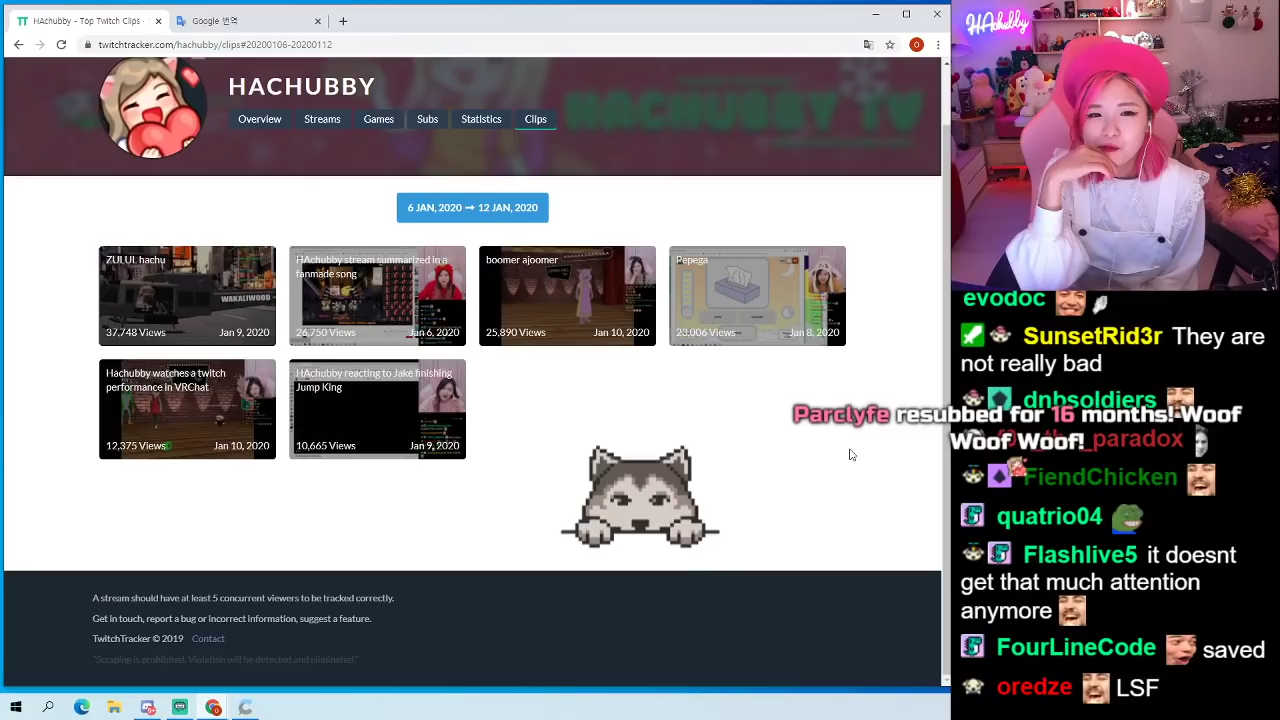 HAchubby - Top Twitch Clips -
Google 번역
twitchtracker.com/hachubby/clips#20200106-20200112
HACHUBBY
HACHUBBY TV
Overview Streams Games Subs Statistics Clips
6 JAN, 2020 → 12 JAN, 2020
ZULUL hachu
WAKALIWOOD
37,748 Views Jan 9, 2020
HAchubby stream summarized in a
fanmade song
26,750 Views Jan 6, 2020
boomer ajoomer
25,890 Views Jan 10, 2020
Pepega
23,006 Views Jan 8, 2020
Hachubby watches a twitch
performance in VRChat
12,375 Views Jan 10, 2020
HAchubby reacting to Jake finishing
Jump King
10,665 Views Jan 9, 2020
A stream should have at least 5 concurrent viewers to be tracked correctly.
Get in touch, report a bug or incorrect information, suggest a feature.
TwitchTracker © 2019 Contact
"Scraping is prohibited. Violation will be detected and eliminated."
HAchubby
evodoc
SunsetRid3r They are
not really bad
dnbsoldiers
Parclyfe resubbed for 16 months! Woof
Woof Woof!
paradox
FiendChicken
quatrio04
Flashlive5 it doesnt
get that much attention
anymore
FourLineCode saved
oredze LSF